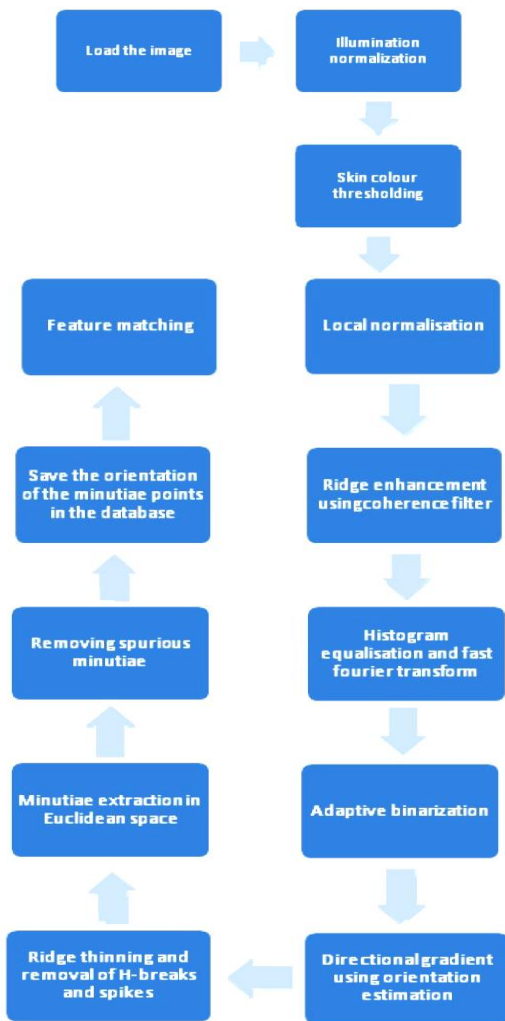 Load the image
Illumination
normalization
Skin colour
thresholding
Local normalisation
Ridge enhancement
using coherence filter
Histogram
equalisation and fast
fourier transform
Adaptive binarization
Directional gradient
using orientation
estimation
Ridge thinning and
removal of H-breaks
and spikes
Minutiae extraction in
Euclidean space
Removing spurious
minutiae
Save the orientation
of the minutiae points
in the database
Feature matching